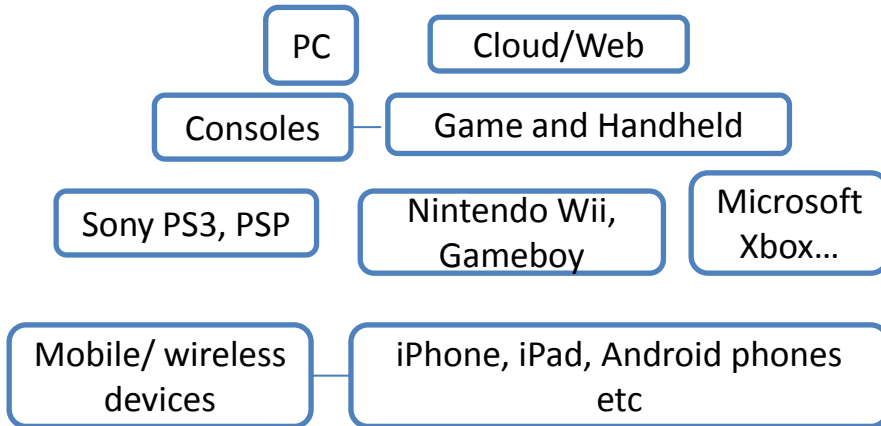 PC
Cloud/Web
Consoles
Game and Handheld
Sony PS3, PSP
Nintendo Wii,
Gameboy
Microsoft
Xbox…
Mobile/ wireless
devices
iPhone, iPad, Android phones
etc